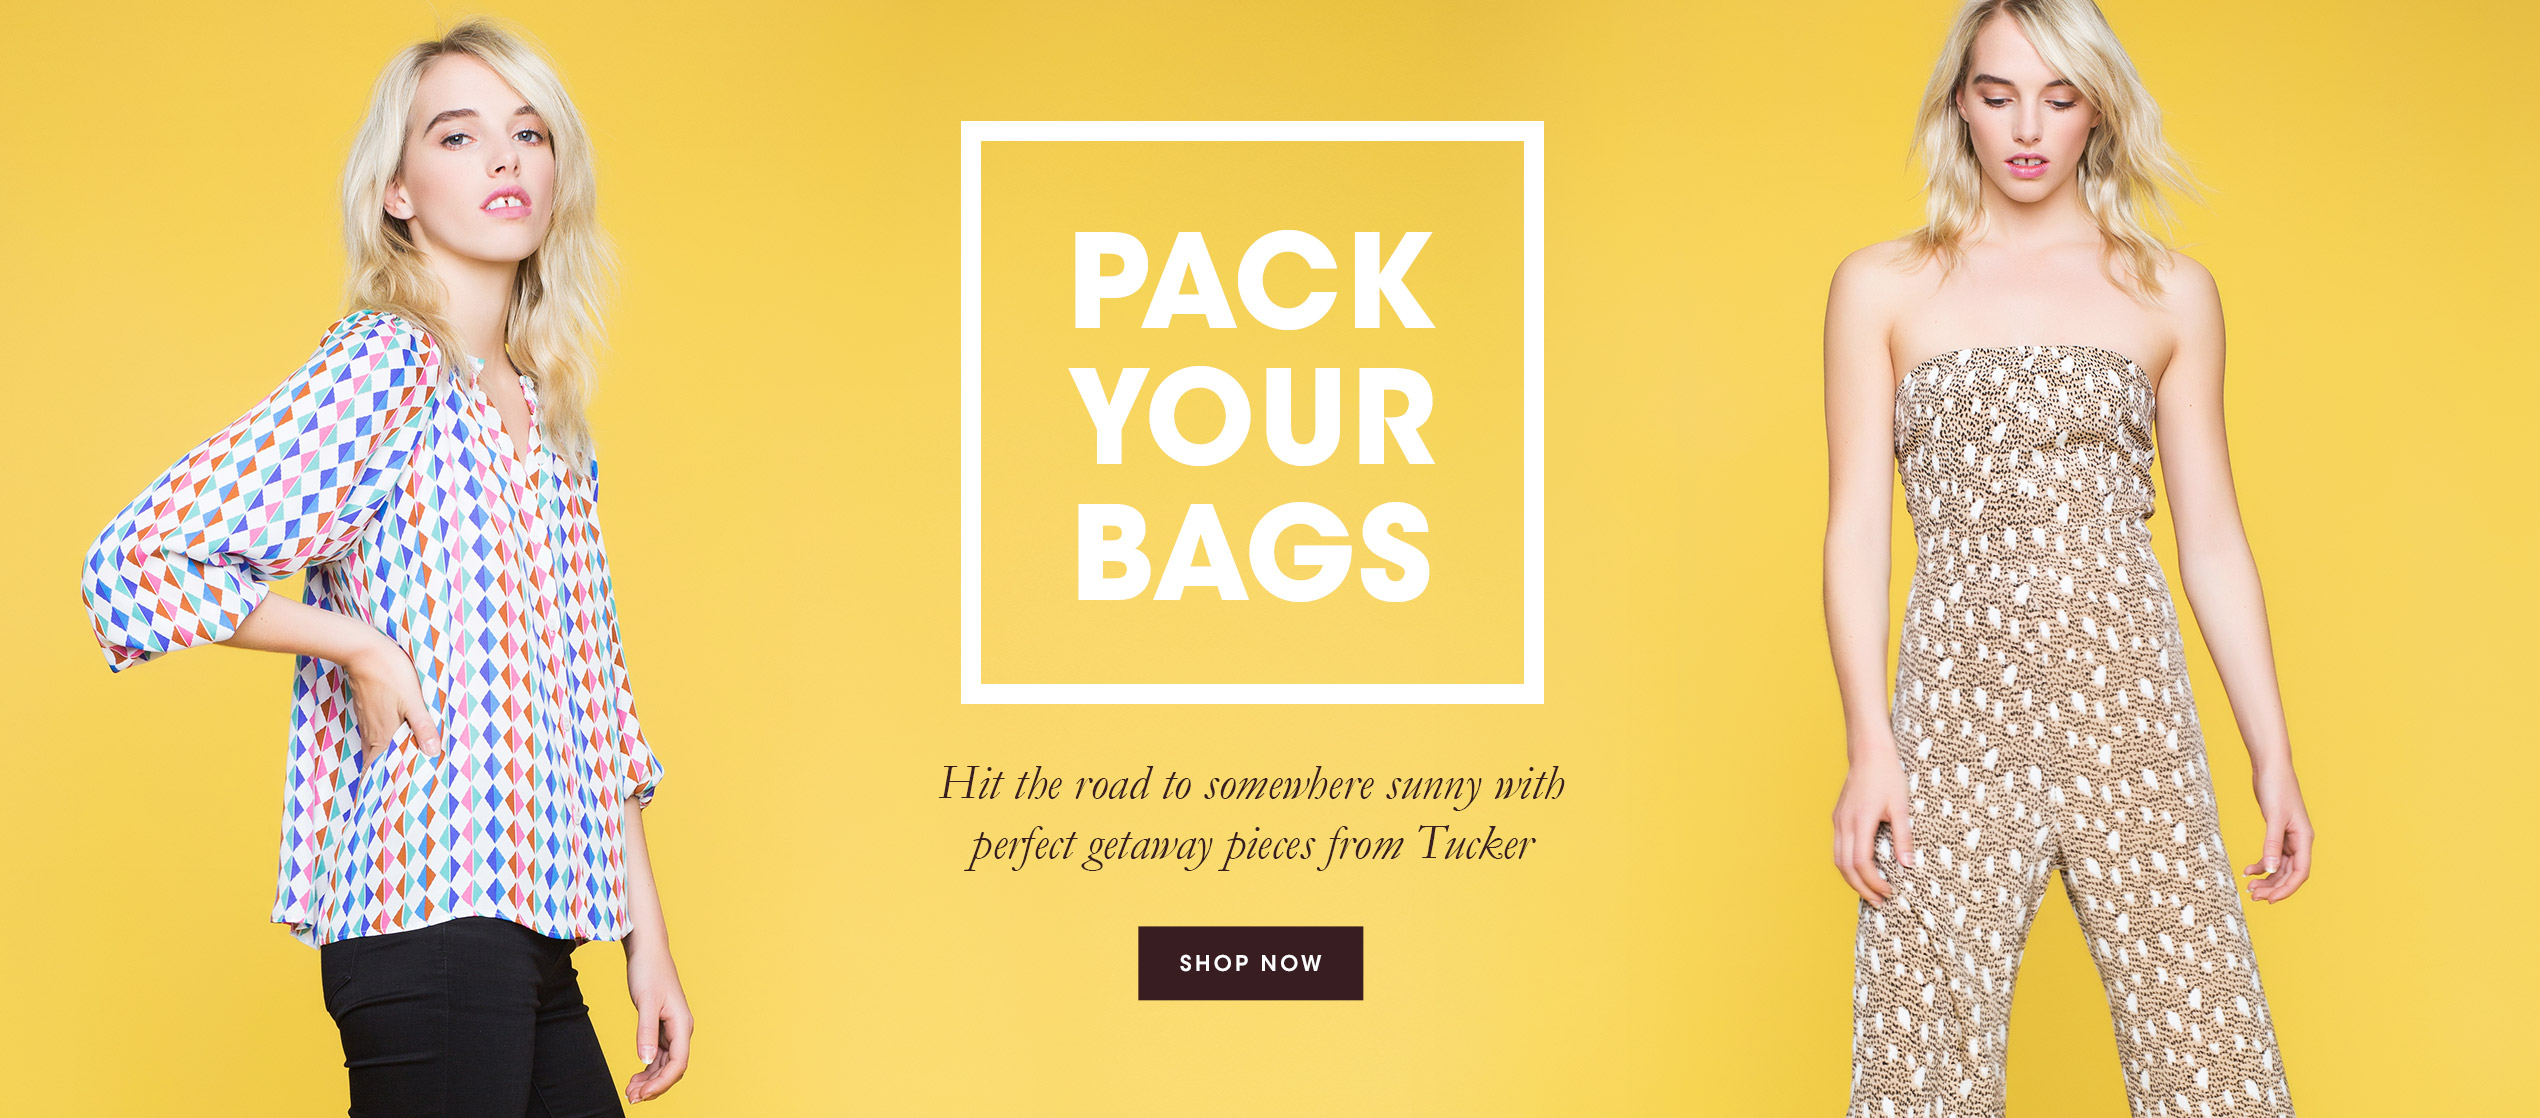 PACK
YOUR
BAGS
Hit the road to somewhere sunny with
perfect getaway pieces from Tucker
SHOP NOW